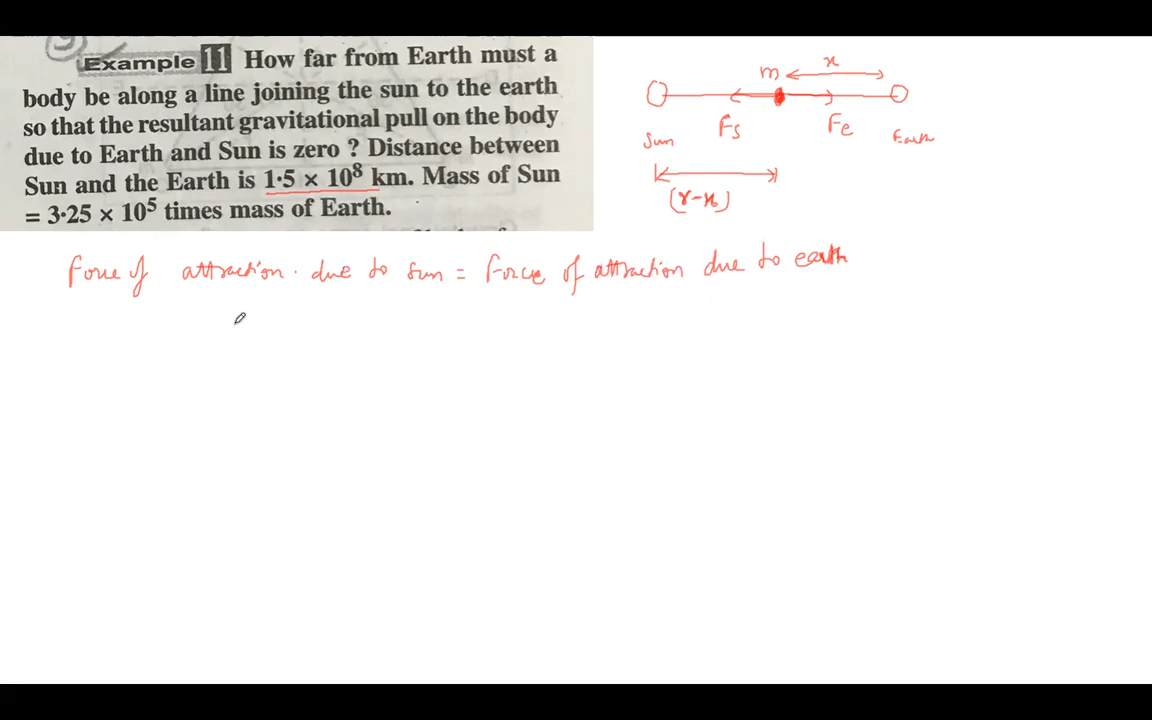 Example 11 How far from Earth must a
body be along a line joining the sun to the earth
so that the resultant gravitational pull on the body
due to Earth and Sun is zero ? Distance between
Sun and the Earth is 1·5 × 10⁸ km. Mass of Sun
= 3·25 × 10⁵ times mass of Earth.
m x
Fs Fe
Sun Earth
(r-x)
Force of attraction · due to sun = Force of attraction due to earth